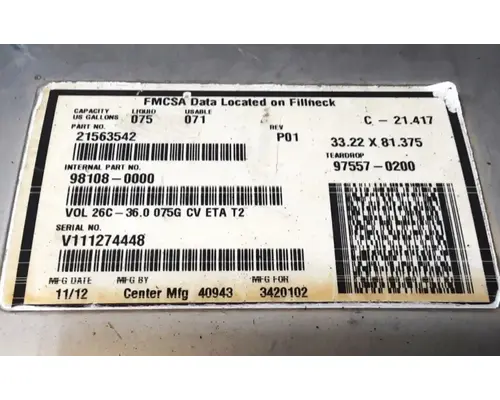 FMCSA Data Located on Fillneck
CAPACITY LIQUID USABLE
US GALLONS 075 071 C - 21.417
PART NO. REV
21563542 P01 33.22 X 81.375
TEARDROP
INTERNAL PART NO. 97557-0200
98108-0000
VOL 26C-36.0 075G CV ETA T2
SERIAL NO.
V111274448
MFG DATE MFG BY MFG FOR
11/12 Center Mfg 40943 3420102